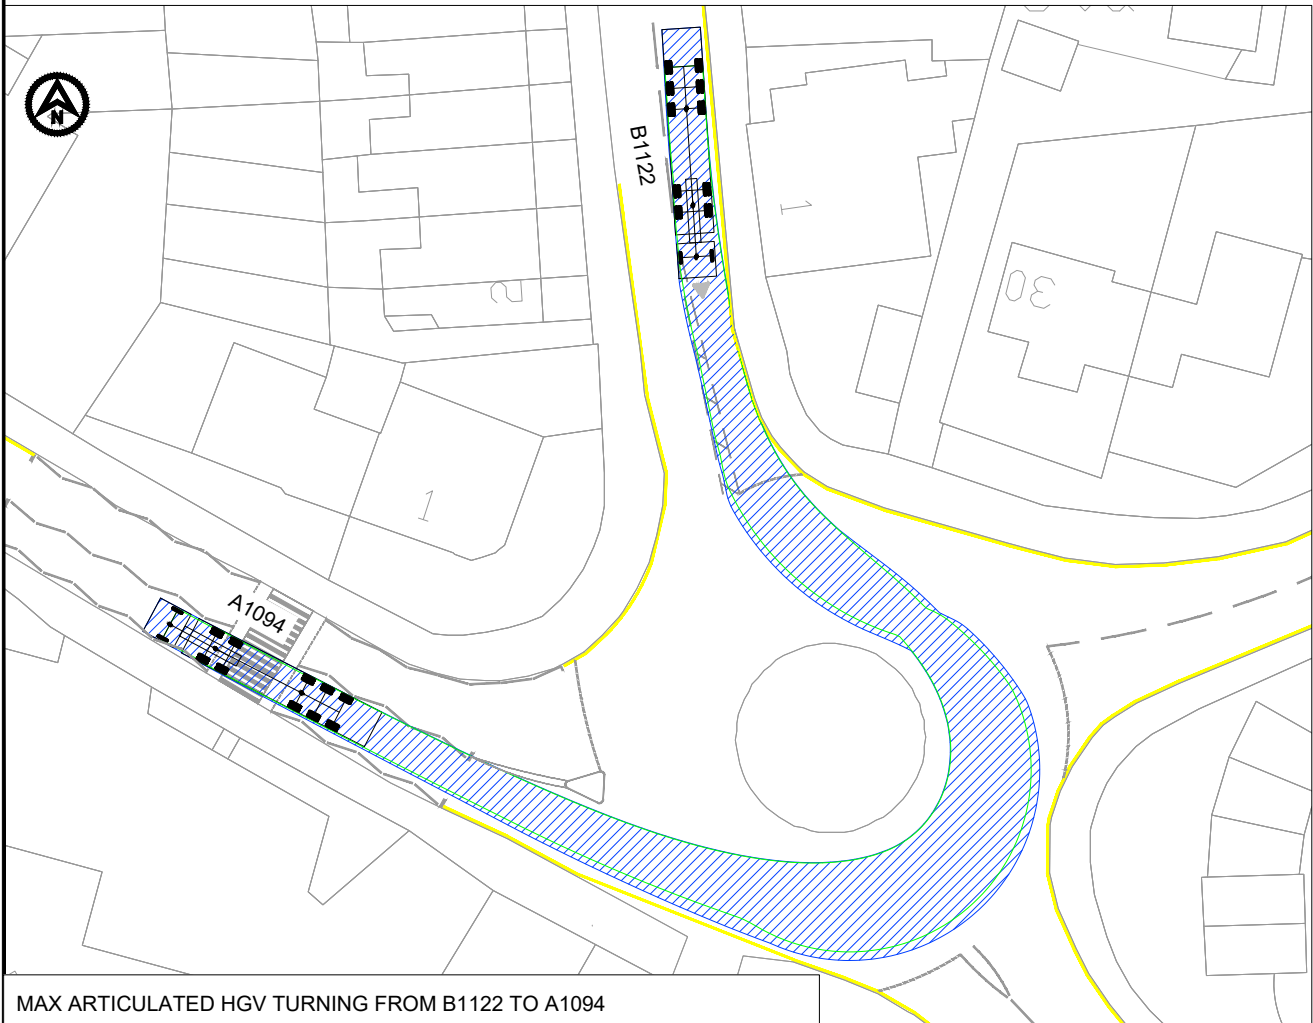 N
B1122
1
30
1
A1094
MAX ARTICULATED HGV TURNING FROM B1122 TO A1094